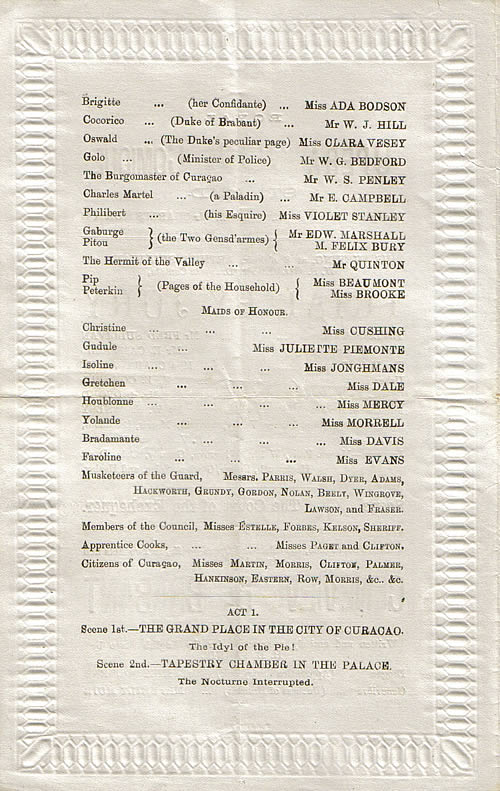 Brigitte ... (her Confidante) ... Miss ADA BODSON
Cocorico ... (Duke of Brabant) ... Mr W. J. HILL
Oswald ... (The Duke's peculiar page) Miss CLARA VESEY
Golo ... (Minister of Police) Mr W. G. BEDFORD
The Burgomaster of Curaçao ... Mr W. S. PENLEY
Charles Martel ... (a Paladin) ... Mr E. CAMPBELL
Philibert ... (his Esquire) Miss VIOLET STANLEY
Gaburge } (the Two Gensd'armes) { Mr EDW. MARSHALL
Pitou M. FELIX BURY
The Hermit of the Valley ... ... Mr QUINTON
Pip } (Pages of the Household) { Miss BEAUMONT
Peterkin Miss BROOKE
MAIDS OF HONOUR.
Christine ... ... ... Miss CUSHING
Gudule ... Miss JULIETTE PIEMONTE
Isoline ... ... ... Miss JONGHMANS
Gretchen ... ... ... Miss DALE
Houblonne ... ... ... ... Miss MERCY
Yolande ... ... ... Miss MORRELL
Bradamante ... ... ... Miss DAVIS
Faroline ... ... ... Miss EVANS
Musketeers of the Guard, Messrs. PARRIS, WALSH, DYER, ADAMS,
HACKWORTH, GRUNDY, GORDON, NOLAN, BEELY, WINGROVE,
LAWSON, and FRASER.
Members of the Council, Misses ESTELLE, FORBES, KELSON, SHERIFF.
Apprentice Cooks, ... ... Misses PAGET and CLIFTON.
Citizens of Curaçao, Misses MARTIN, MORRIS, CLIFTON, PALMER,
HANKINSON, EASTERN, ROW, MORRIS, &c.. &c.
ACT 1.
Scene 1st.—THE GRAND PLACE IN THE CITY OF CURACAO.
The Idyl of the Pie!
Scene 2nd.—TAPESTRY CHAMBER IN THE PALACE.
The Nocturne Interrupted.